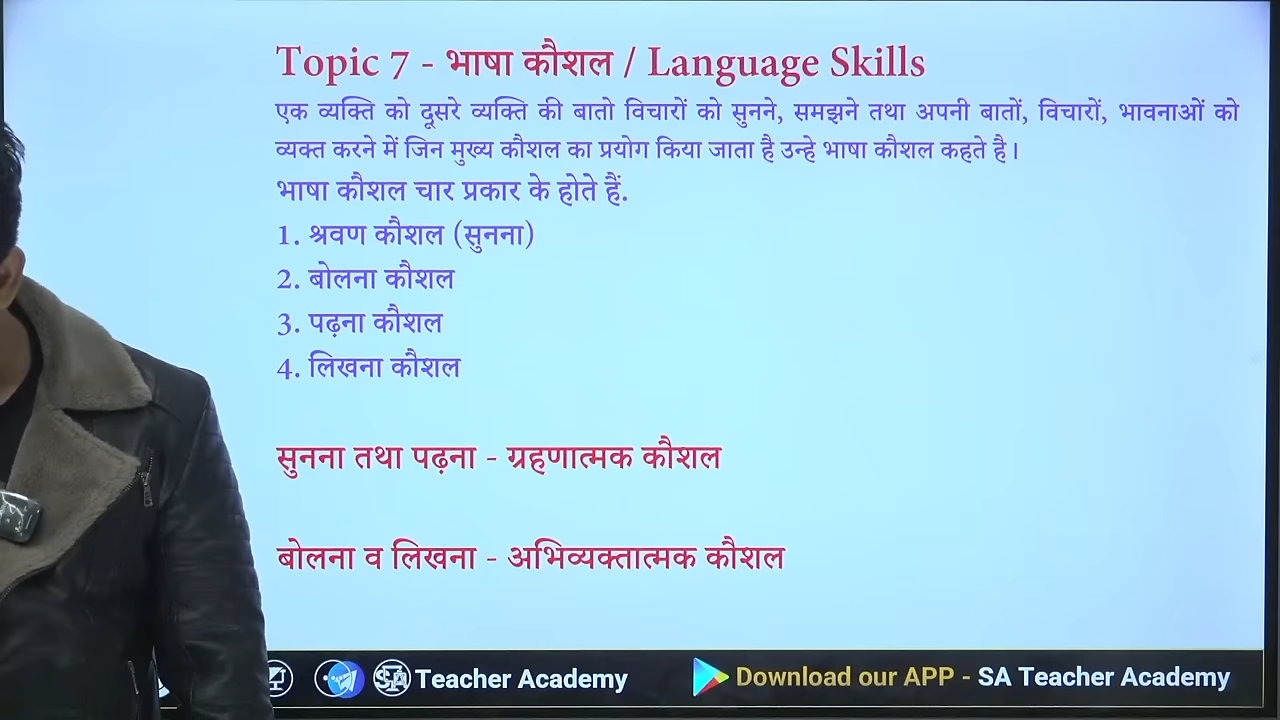 Topic 7 - भाषा कौशल / Language Skills
एक व्यक्ति को दूसरे व्यक्ति की बातो विचारों को सुनने, समझने तथा अपनी बातों, विचारों, भावनाओं को
व्यक्त करने में जिन मुख्य कौशल का प्रयोग किया जाता है उन्हे भाषा कौशल कहते है।
भाषा कौशल चार प्रकार के होते हैं.
1. श्रवण कौशल (सुनना)
2. बोलना कौशल
3. पढ़ना कौशल
4. लिखना कौशल
सुनना तथा पढ़ना - ग्रहणात्मक कौशल
बोलना व लिखना - अभिव्यक्तात्मक कौशल
SA Teacher Academy Download our APP - SA Teacher Academy